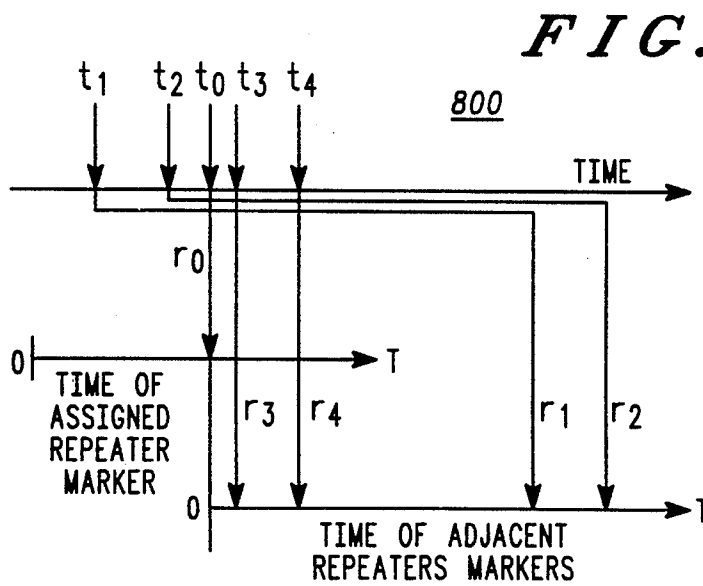 FIG.
t1 t2 t0 t3 t4
800
TIME
r0
0 T
TIME OF
ASSIGNED
REPEATER
MARKER
r3 r4 r1 r2
0 T
TIME OF ADJACENT
REPEATERS MARKERS